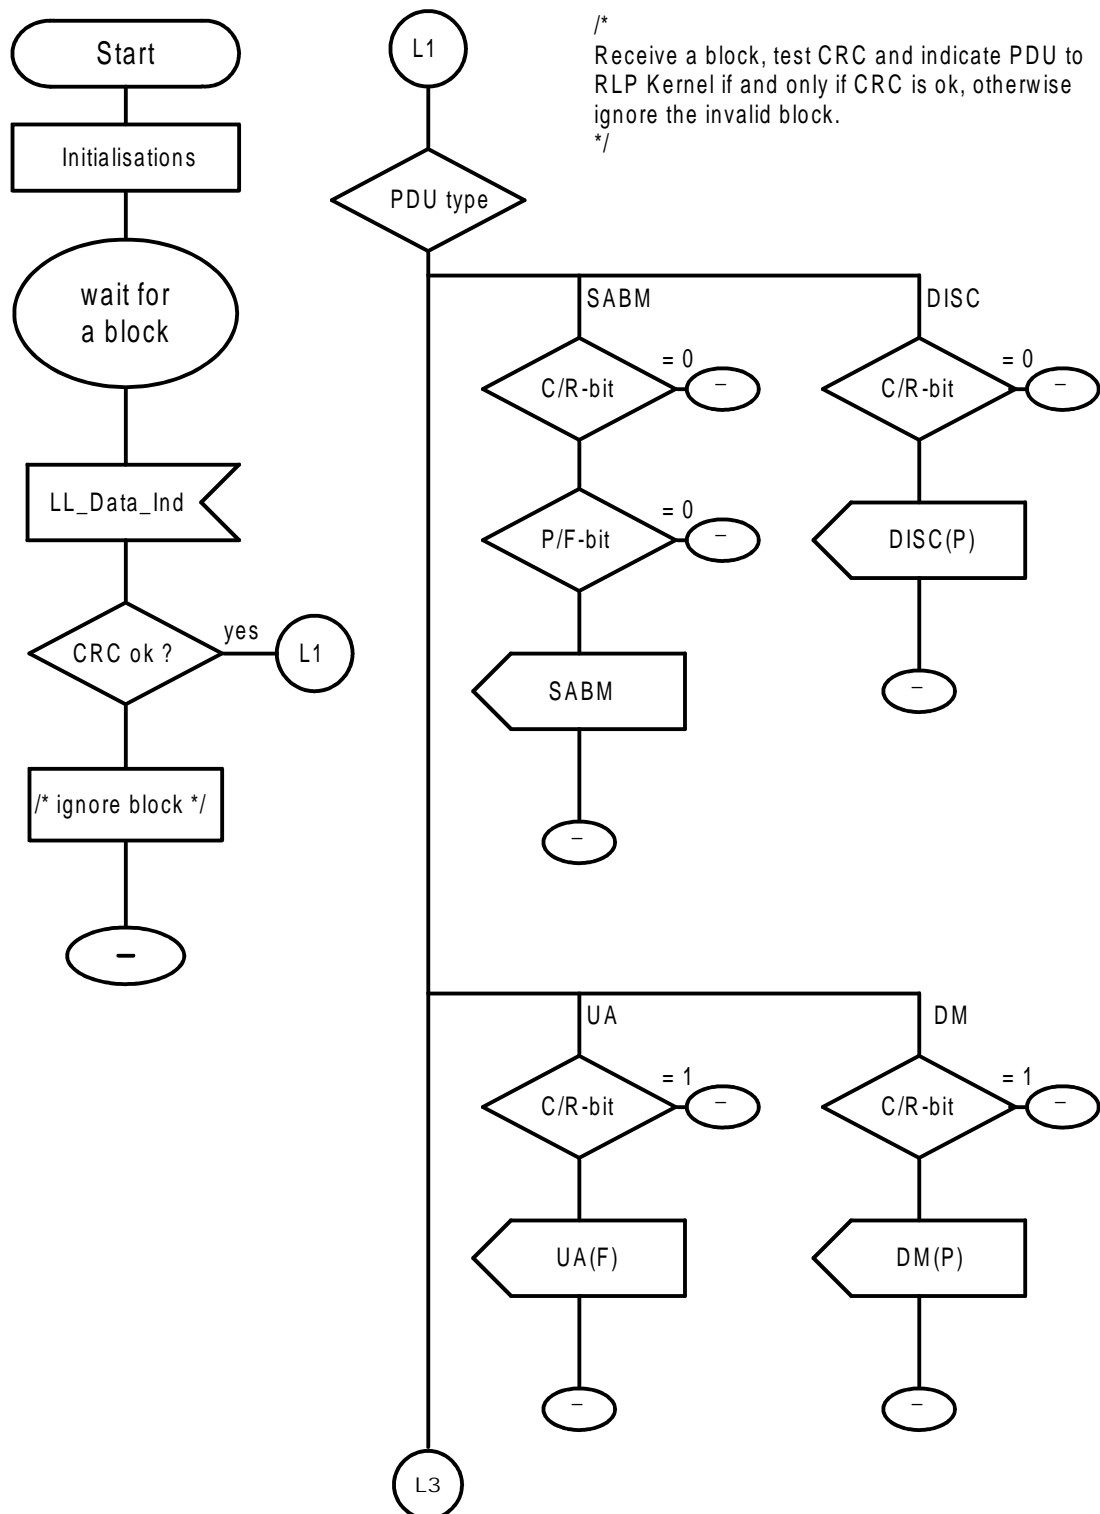 Start
Initialisations
wait for
a block
LL_Data_Ind
CRC ok ?
yes
L1
/* ignore block */
–
L1
/*
Receive a block, test CRC and indicate PDU to
RLP Kernel if and only if CRC is ok, otherwise
ignore the invalid block.
*/
PDU type
SABM
C/R-bit
= 0
–
P/F-bit
= 0
–
SABM
–
DISC
C/R-bit
= 0
–
DISC(P)
–
UA
C/R-bit
= 1
–
UA(F)
–
DM
C/R-bit
= 1
–
DM(P)
–
L3